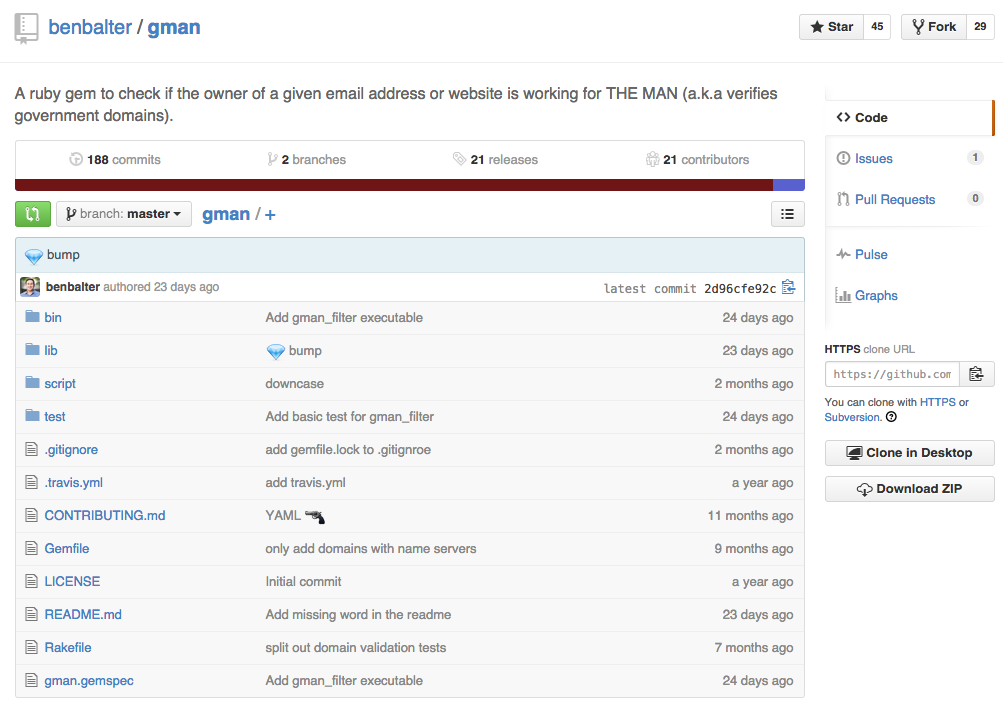 benbalter / gman
Star 45 Fork 29
A ruby gem to check if the owner of a given email address or website is working for THE MAN (a.k.a verifies
government domains).
188 commits 2 branches 21 releases 21 contributors
branch: master gman / +
bump
benbalter authored 23 days ago latest commit 2d96cfe92c
bin Add gman_filter executable 24 days ago
lib bump 23 days ago
script downcase 2 months ago
test Add basic test for gman_filter 24 days ago
.gitignore add gemfile.lock to .gitignroe 2 months ago
.travis.yml add travis.yml a year ago
CONTRIBUTING.md YAML 11 months ago
Gemfile only add domains with name servers 9 months ago
LICENSE Initial commit a year ago
README.md Add missing word in the readme 23 days ago
Rakefile split out domain validation tests 7 months ago
gman.gemspec Add gman_filter executable 24 days ago
Code
Issues 1
Pull Requests 0
Pulse
Graphs
HTTPS clone URL
https://github.com
You can clone with HTTPS or
Subversion.
Clone in Desktop
Download ZIP